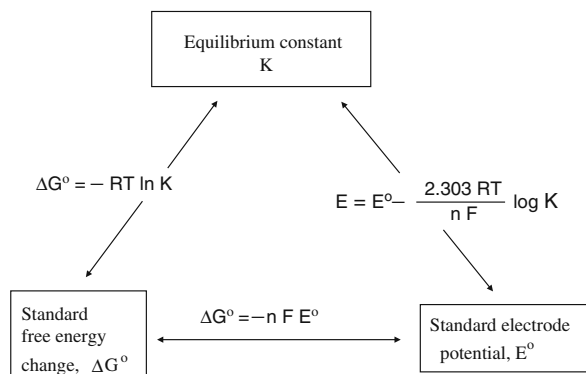 Equilibrium constant
K
ΔG° = − RT ln K
E = E° − 2.303 RT / n F log K
Standard
free energy
change, ΔG°
ΔG° = − n F E°
Standard electrode
potential, E°